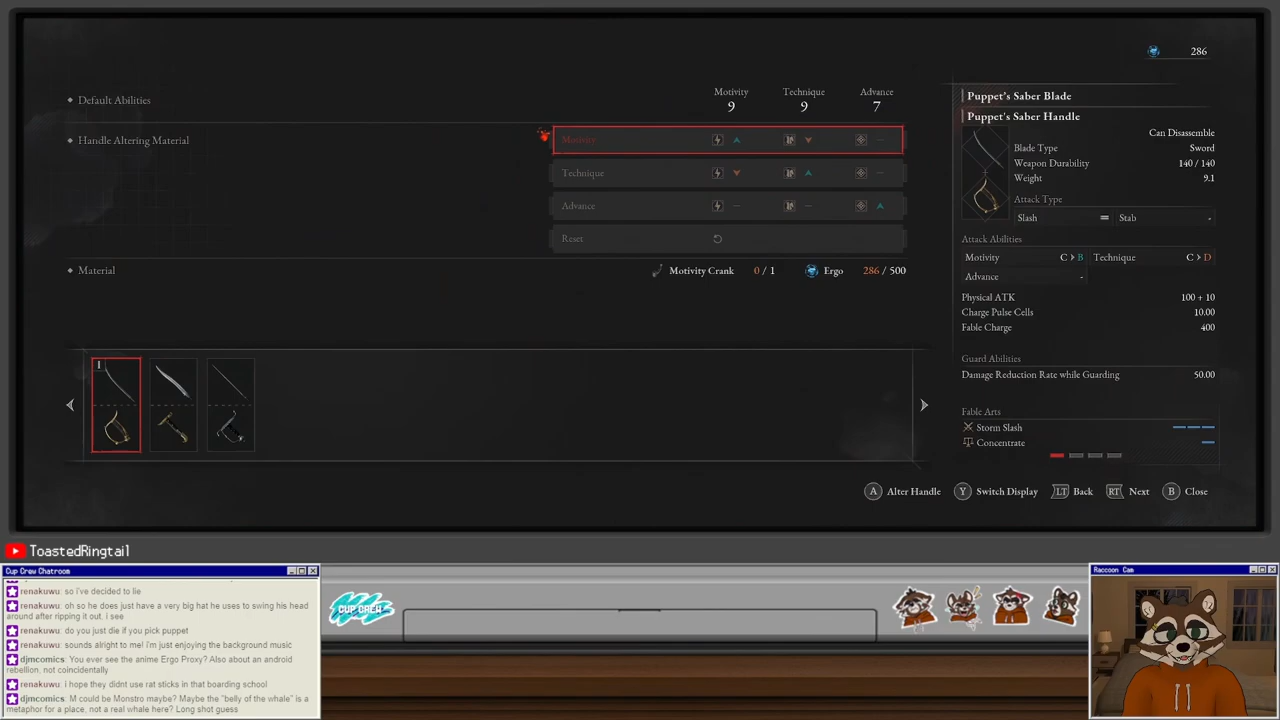 286
Default Abilities
Motivity Technique Advance
9 9 7
Handle Altering Material
Motivity
Technique
Advance
Reset
Material Motivity Crank 0 / 1 Ergo 286 / 500
I
Puppet's Saber Blade
Puppet's Saber Handle
Can Disassemble
Blade Type Sword
Weapon Durability 140 / 140
Weight 9.1
Attack Type
Slash = Stab -
Attack Abilities
Motivity C > B Technique C > D
Advance -
Physical ATK 100 + 10
Charge Pulse Cells 10.00
Fable Charge 400
Guard Abilities
Damage Reduction Rate while Guarding 50.00
Fable Arts
Storm Slash
Concentrate
A Alter Handle Y Switch Display LT Back RT Next B Close
ToastedRingtail
Cup Crew Chatroom
renakuwu: so i've decided to lie
renakuwu: oh so he does just have a very big hat he uses to swing his head
around after ripping it out. i see
renakuwu: do you just die if you pick puppet
renakuwu: sounds alright to me! i'm just enjoying the background music
djmcomics: You ever see the anime Ergo Proxy? Also about an android
rebellion, not coincidentally
renakuwu: i hope they didnt use rat sticks in that boarding school
djmcomics: M could be Monstro maybe? Maybe the "belly of the whale" is a
metaphor for a place, not a real whale here? Long shot guess
CUP CREW
Raccoon Cam